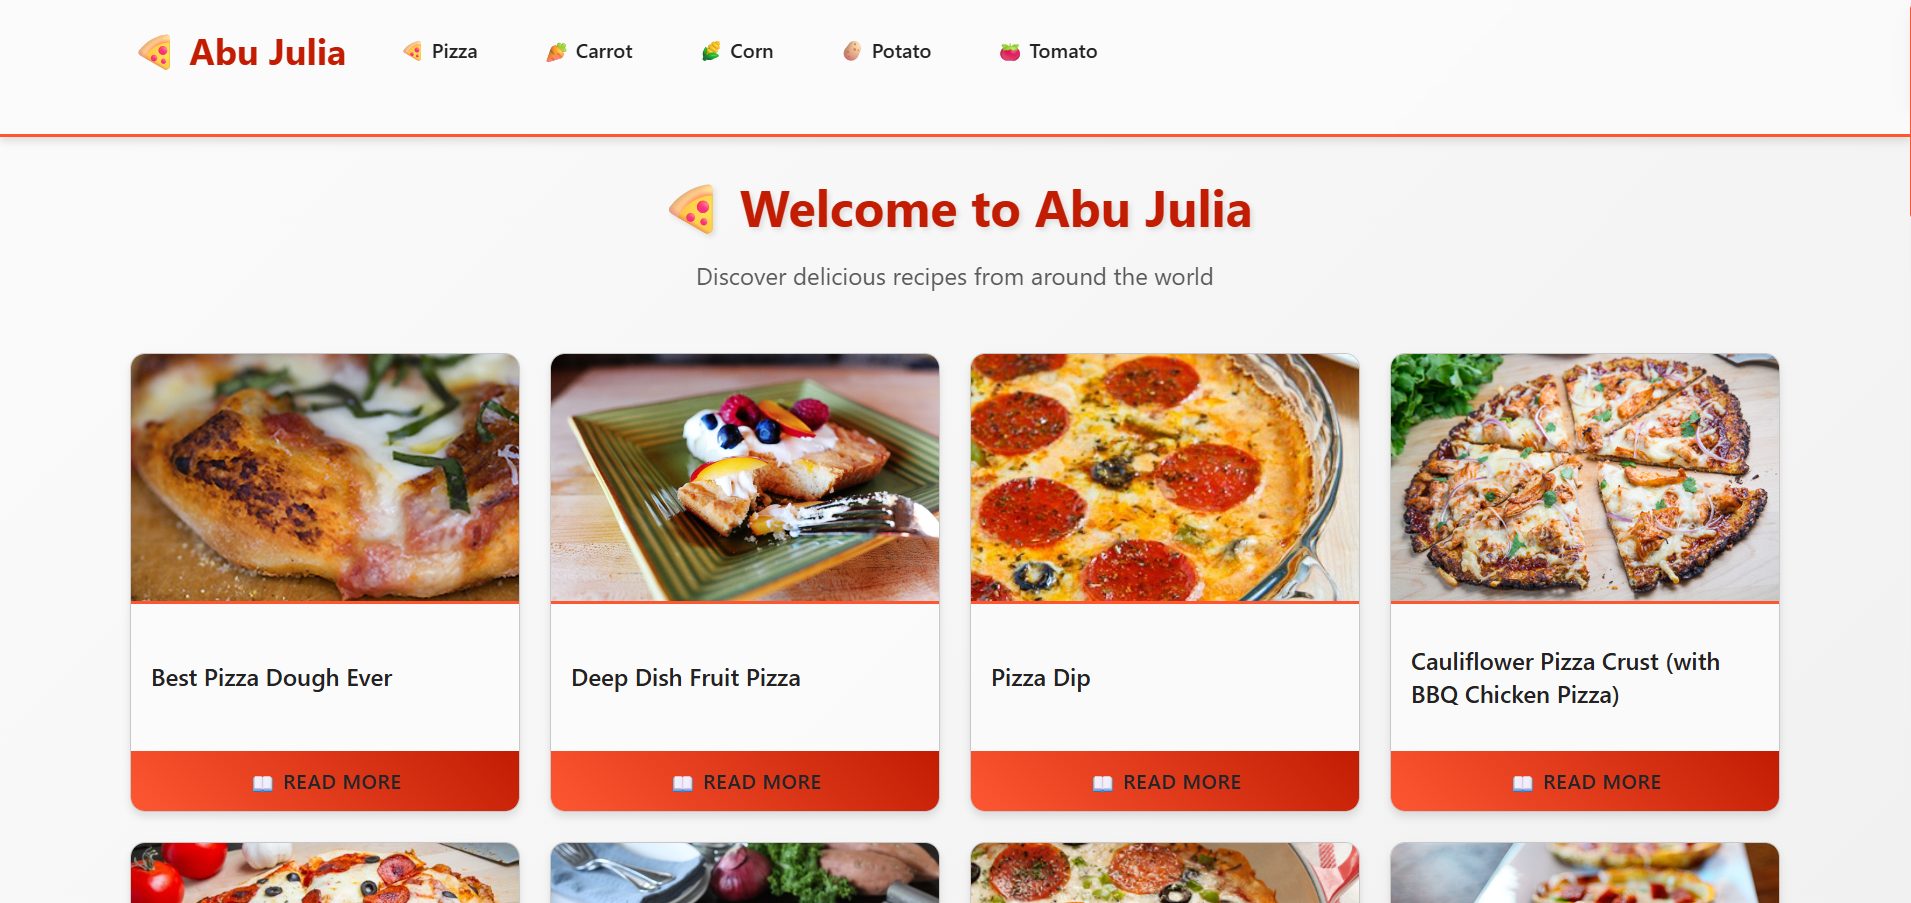 Abu Julia
Pizza
Carrot
Corn
Potato
Tomato
Welcome to Abu Julia
Discover delicious recipes from around the world
Best Pizza Dough Ever
READ MORE
Deep Dish Fruit Pizza
READ MORE
Pizza Dip
READ MORE
Cauliflower Pizza Crust (with
BBQ Chicken Pizza)
READ MORE